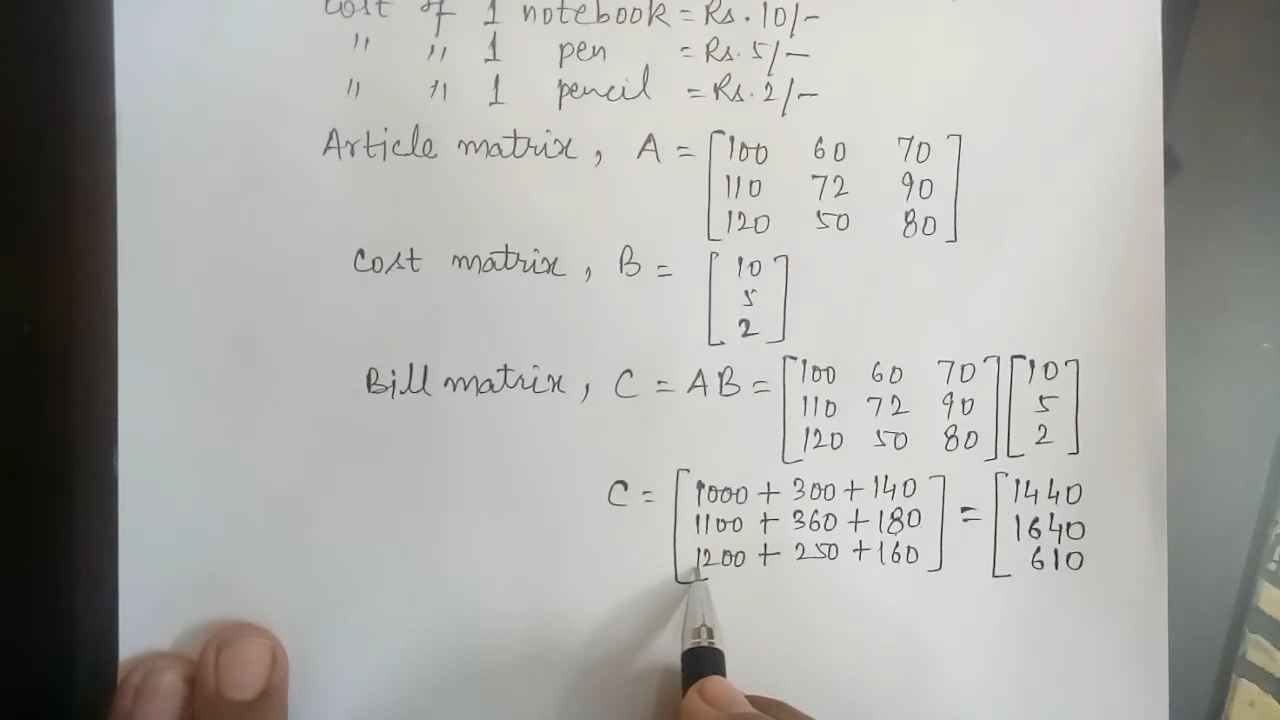 Cost of 1 notebook = Rs. 10/-
" " 1 pen = Rs. 5/-
" " 1 pencil = Rs. 2/-
Article matrix, A = [100 60 70]
[110 72 90]
[120 50 80]
Cost matrix, B = [10]
[5]
[2]
Bill matrix, C = AB = [100 60 70] [10]
[110 72 90] [5]
[120 50 80] [2]
C = [1000 + 300 + 140] = [1440]
[1100 + 360 + 180] [1640]
[1200 + 250 + 160] [610]